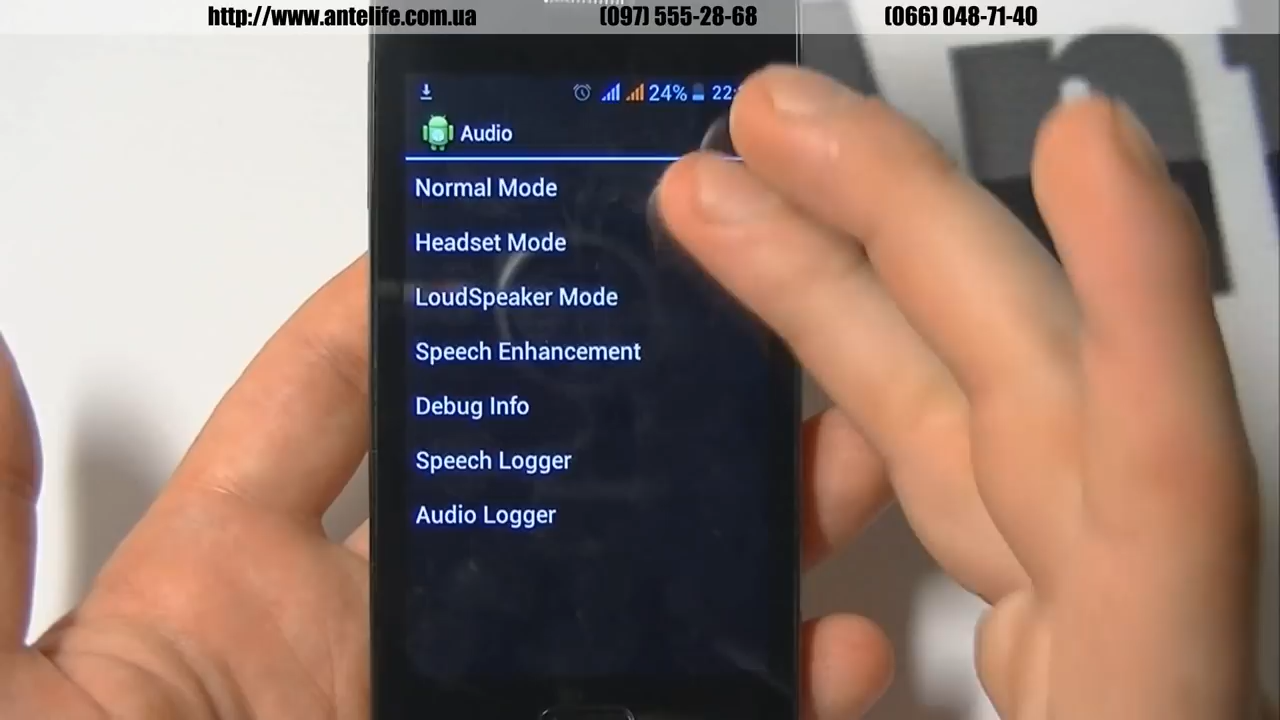 http://www.antelife.com.ua (097) 555-28-68 (066) 048-71-40
24% 22:
Audio
Normal Mode
Headset Mode
LoudSpeaker Mode
Speech Enhancement
Debug Info
Speech Logger
Audio Logger